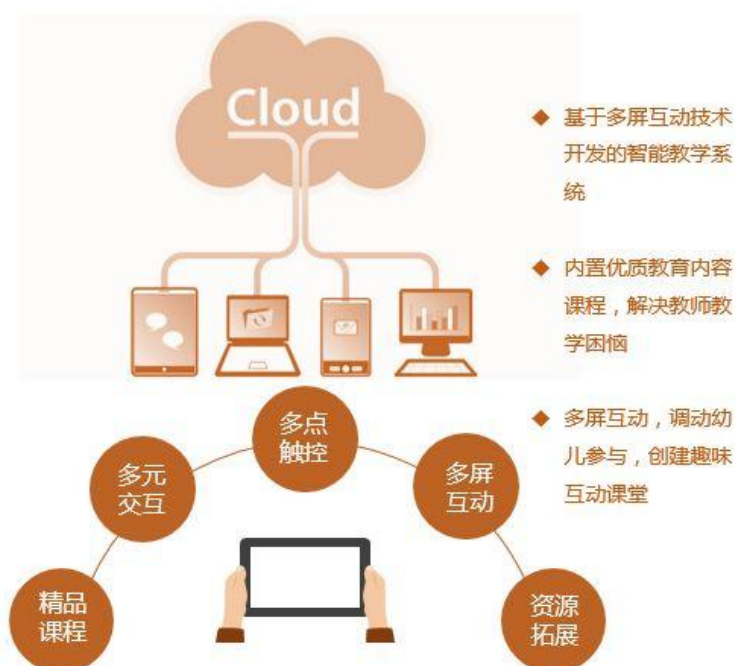 Cloud
◆ 基于多屏互动技术
开发的智能教学系
统
◆ 内置优质教育内容
课程，解决教师教
学困恼
◆ 多屏互动，调动幼
儿参与，创建趣味
互动课堂
多点
触控
多元
交互
多屏
互动
精品
课程
资源
拓展